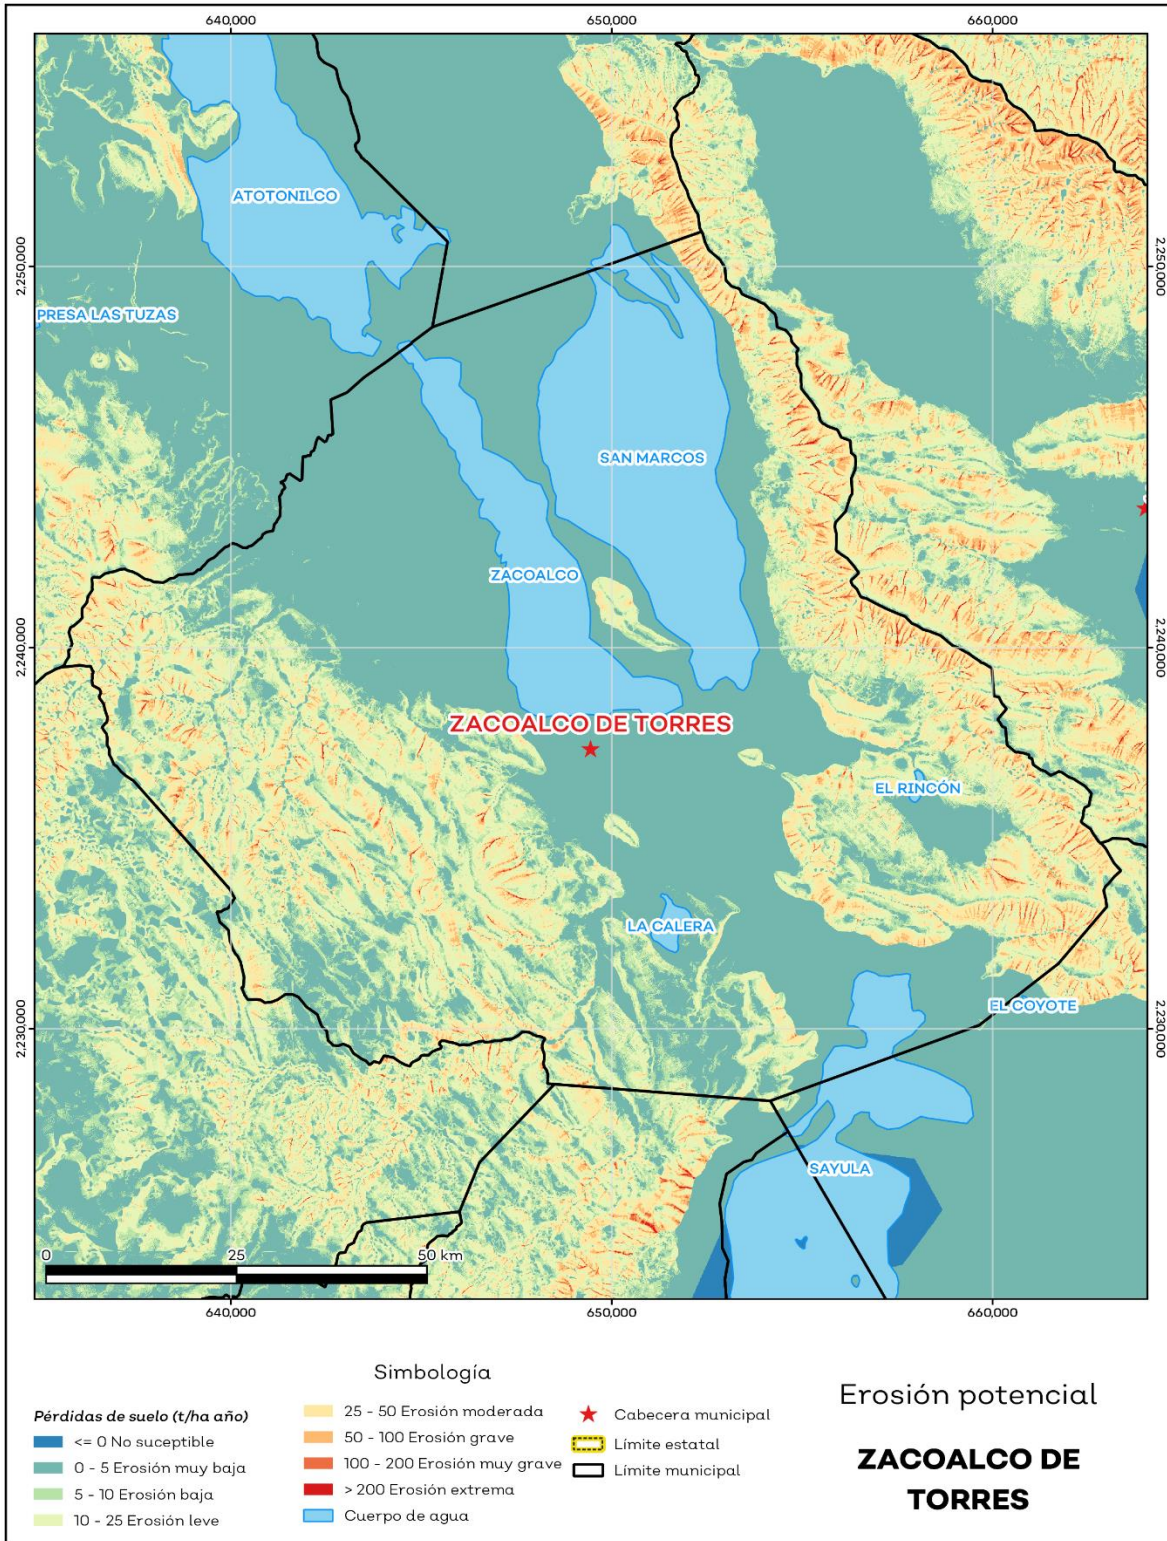 640,000 650,000 660,000
ATOTONILCO
2,250,000 2,250,000
PRESA LAS TUZAS
SAN MARCOS
ZACOALCO
2,240,000 2,240,000
ZACOALCO DE TORRES
EL RINCÓN
LA CALERA
EL COYOTE
2,230,000 2,230,000
SAYULA
0 25 50 km
640,000 650,000 660,000
Simbología
Pérdidas de suelo (t/ha año)
<= 0 No suceptible
0 - 5 Erosión muy baja
5 - 10 Erosión baja
10 - 25 Erosión leve
25 - 50 Erosión moderada
50 - 100 Erosión grave
100 - 200 Erosión muy grave
> 200 Erosión extrema
Cuerpo de agua
Cabecera municipal
Límite estatal
Límite municipal
Erosión potencial
ZACOALCO DE
TORRES